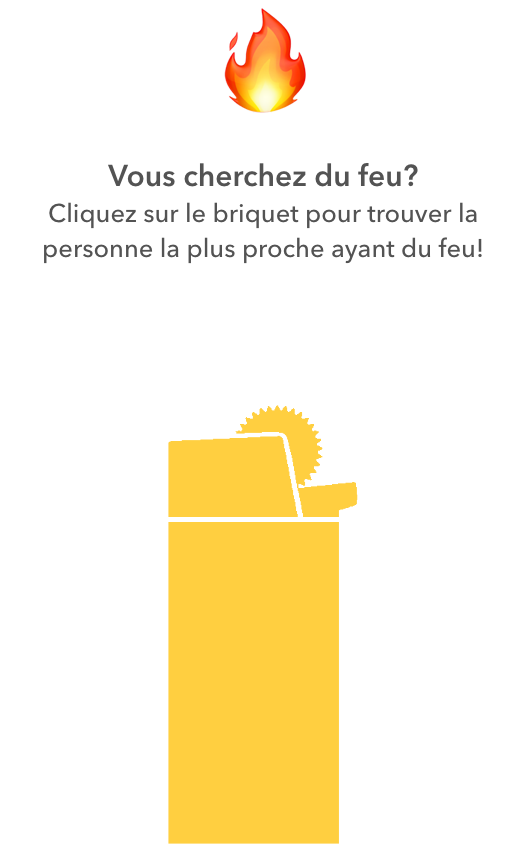 Vous cherchez du feu?
Cliquez sur le briquet pour trouver la
personne la plus proche ayant du feu!